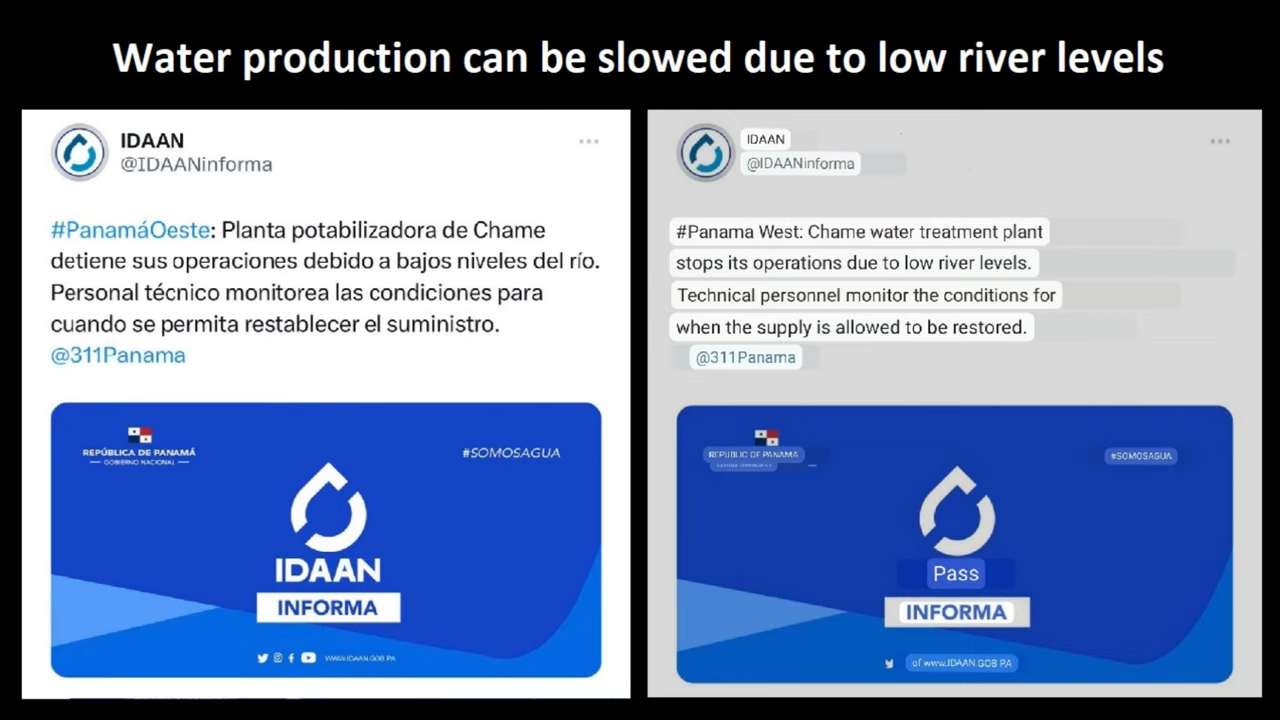 Water production can be slowed due to low river levels
IDAAN
@IDAANinforma
#PanamáOeste: Planta potabilizadora de Chame
detiene sus operaciones debido a bajos niveles del río.
Personal técnico monitorea las condiciones para
cuando se permita restablecer el suministro.
@311Panama
REPÚBLICA DE PANAMÁ
GOBIERNO NACIONAL
#SOMOSAGUA
IDAAN
INFORMA
WWW.IDAAN.GOB.PA
IDAAN
@IDAANinforma
#Panama West: Chame water treatment plant
stops its operations due to low river levels.
Technical personnel monitor the conditions for
when the supply is allowed to be restored.
@311Panama
REPUBLIC DE PANAMA
#SOMOSAGUA
Pass
INFORMA
of www.IDAAN.GOB PA